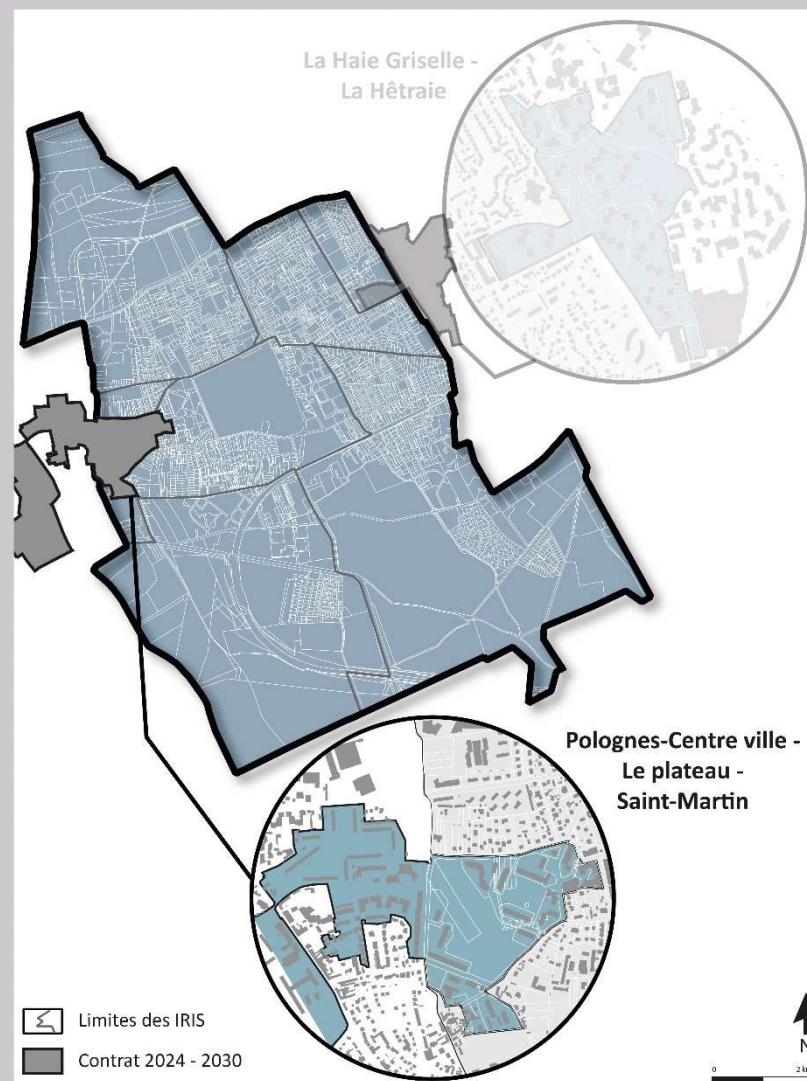 La Haie Griselle -
La Hêtraie
Polognes-Centre ville -
Le plateau -
Saint-Martin
Limites des IRIS
Contrat 2024 - 2030
N
0